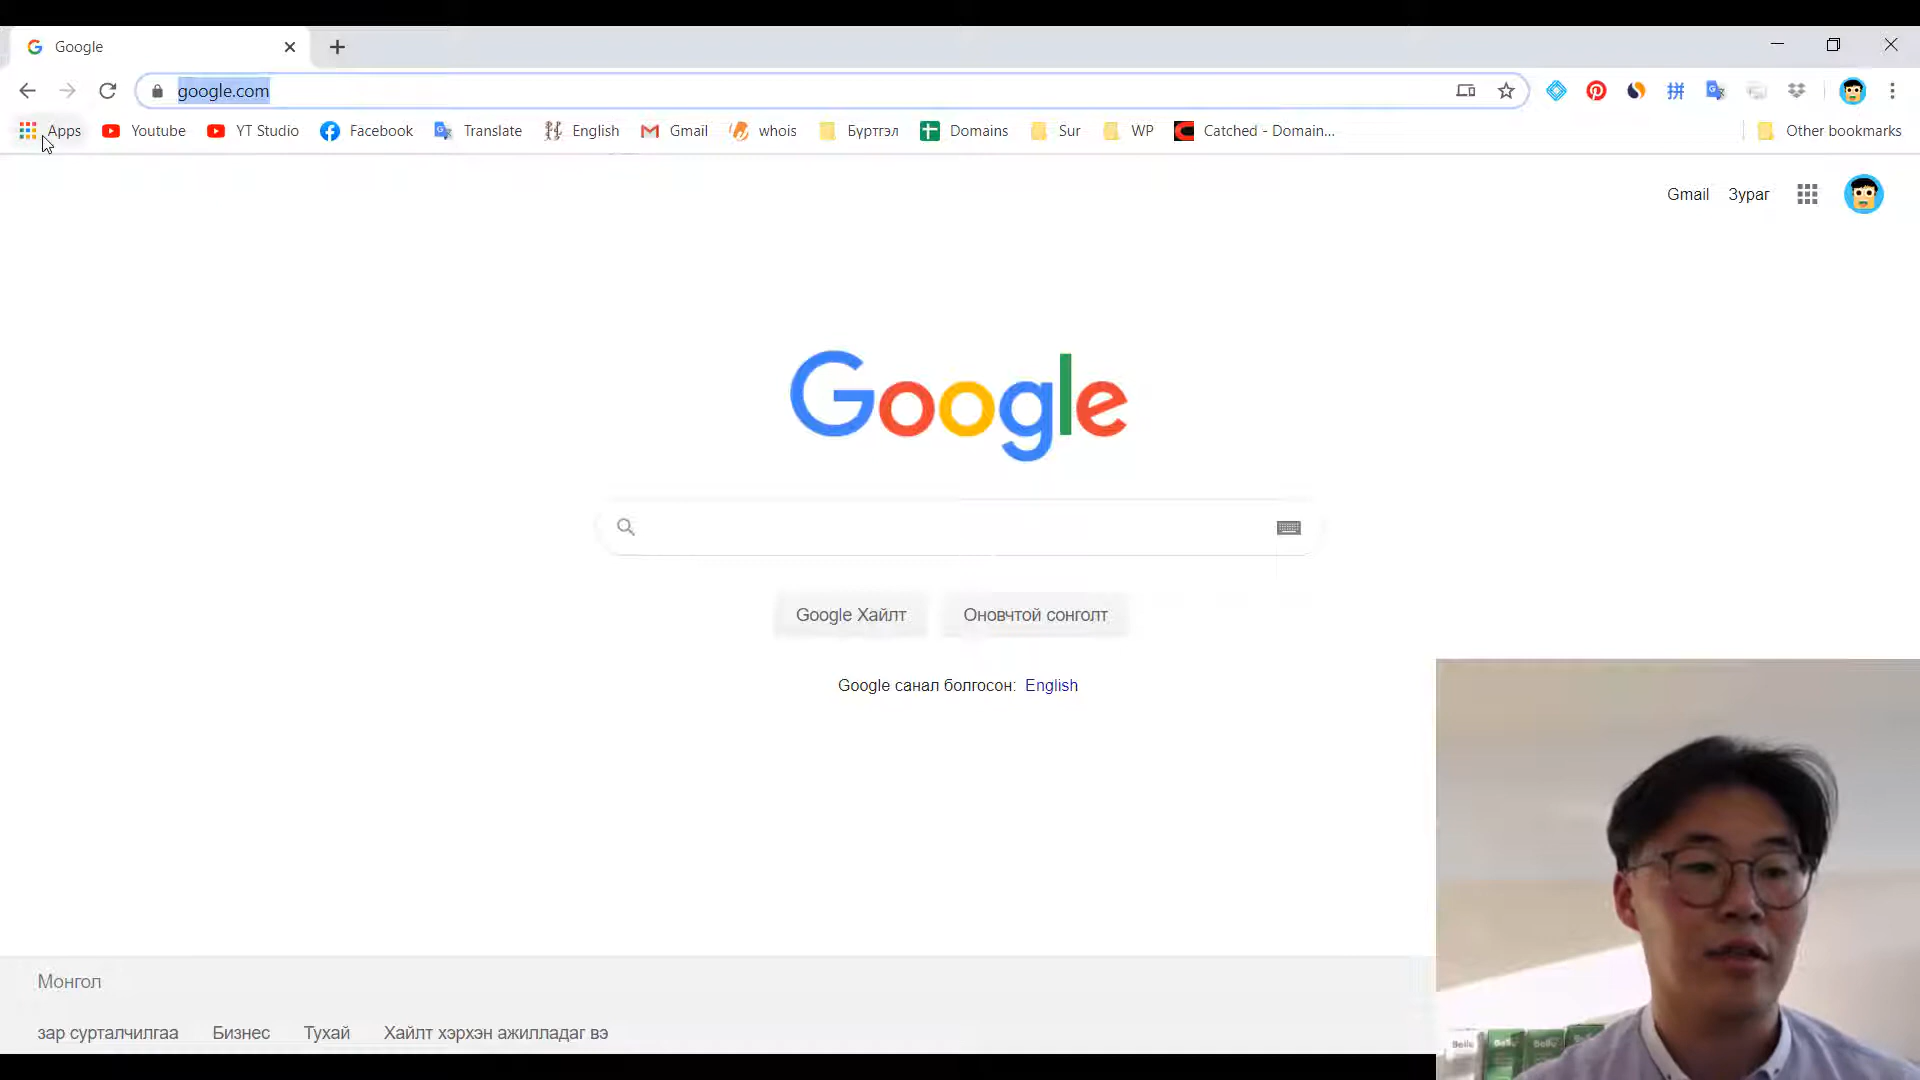 Google
google.com
Apps Youtube YT Studio Facebook Translate English Gmail whois Бүртгэл Domains Sur WP Catched - Domain... Other bookmarks
Gmail Зураг
Google
Google Хайлт Оновчтой сонголт
Google санал болгосон: English
Монгол
зар сурталчилгаа Бизнес Тухай Хайлт хэрхэн ажилладаг вэ